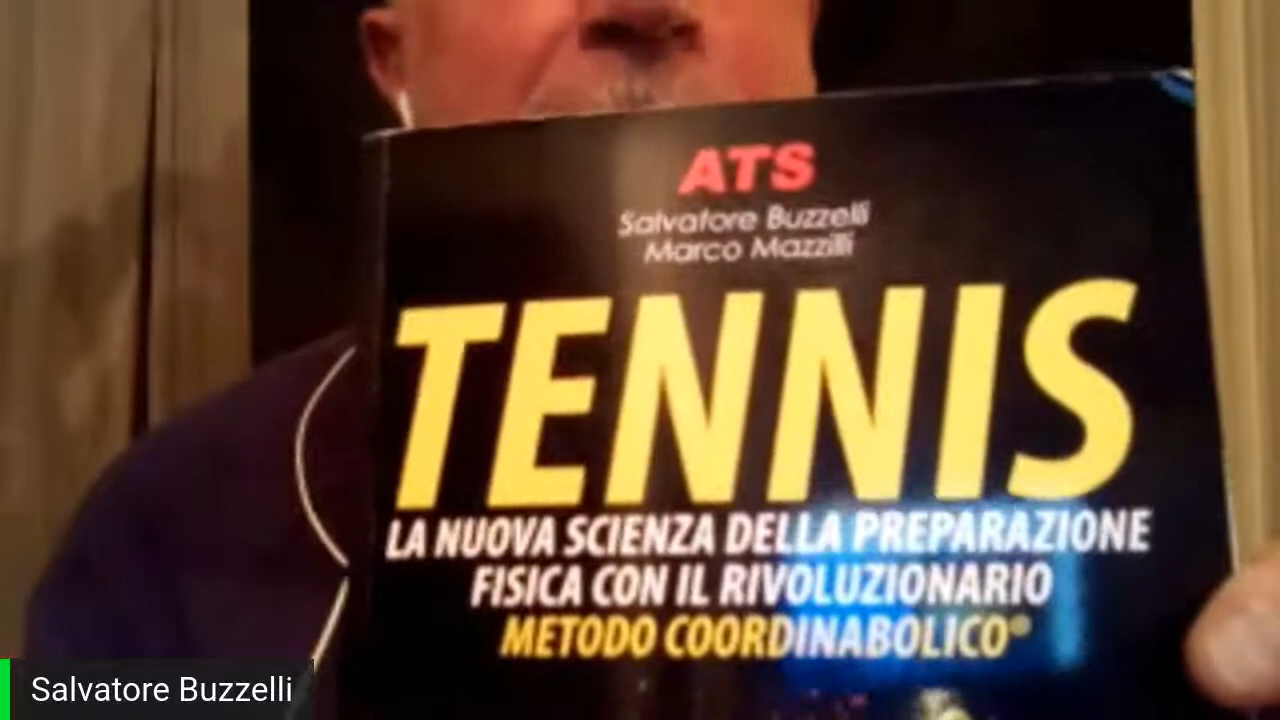 ATS
Salvatore Buzzelli
Marco Mazzilli
TENNIS
LA NUOVA SCIENZA DELLA PREPARAZIONE
FISICA CON IL RIVOLUZIONARIO
METODO COORDINABOLICO®
Salvatore Buzzelli